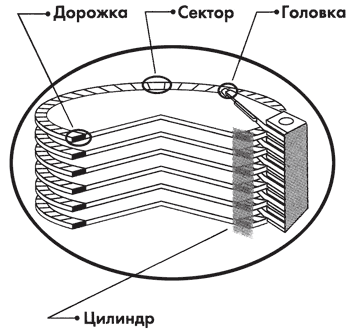 Дорожка
Сектор
Головка
Цилиндр